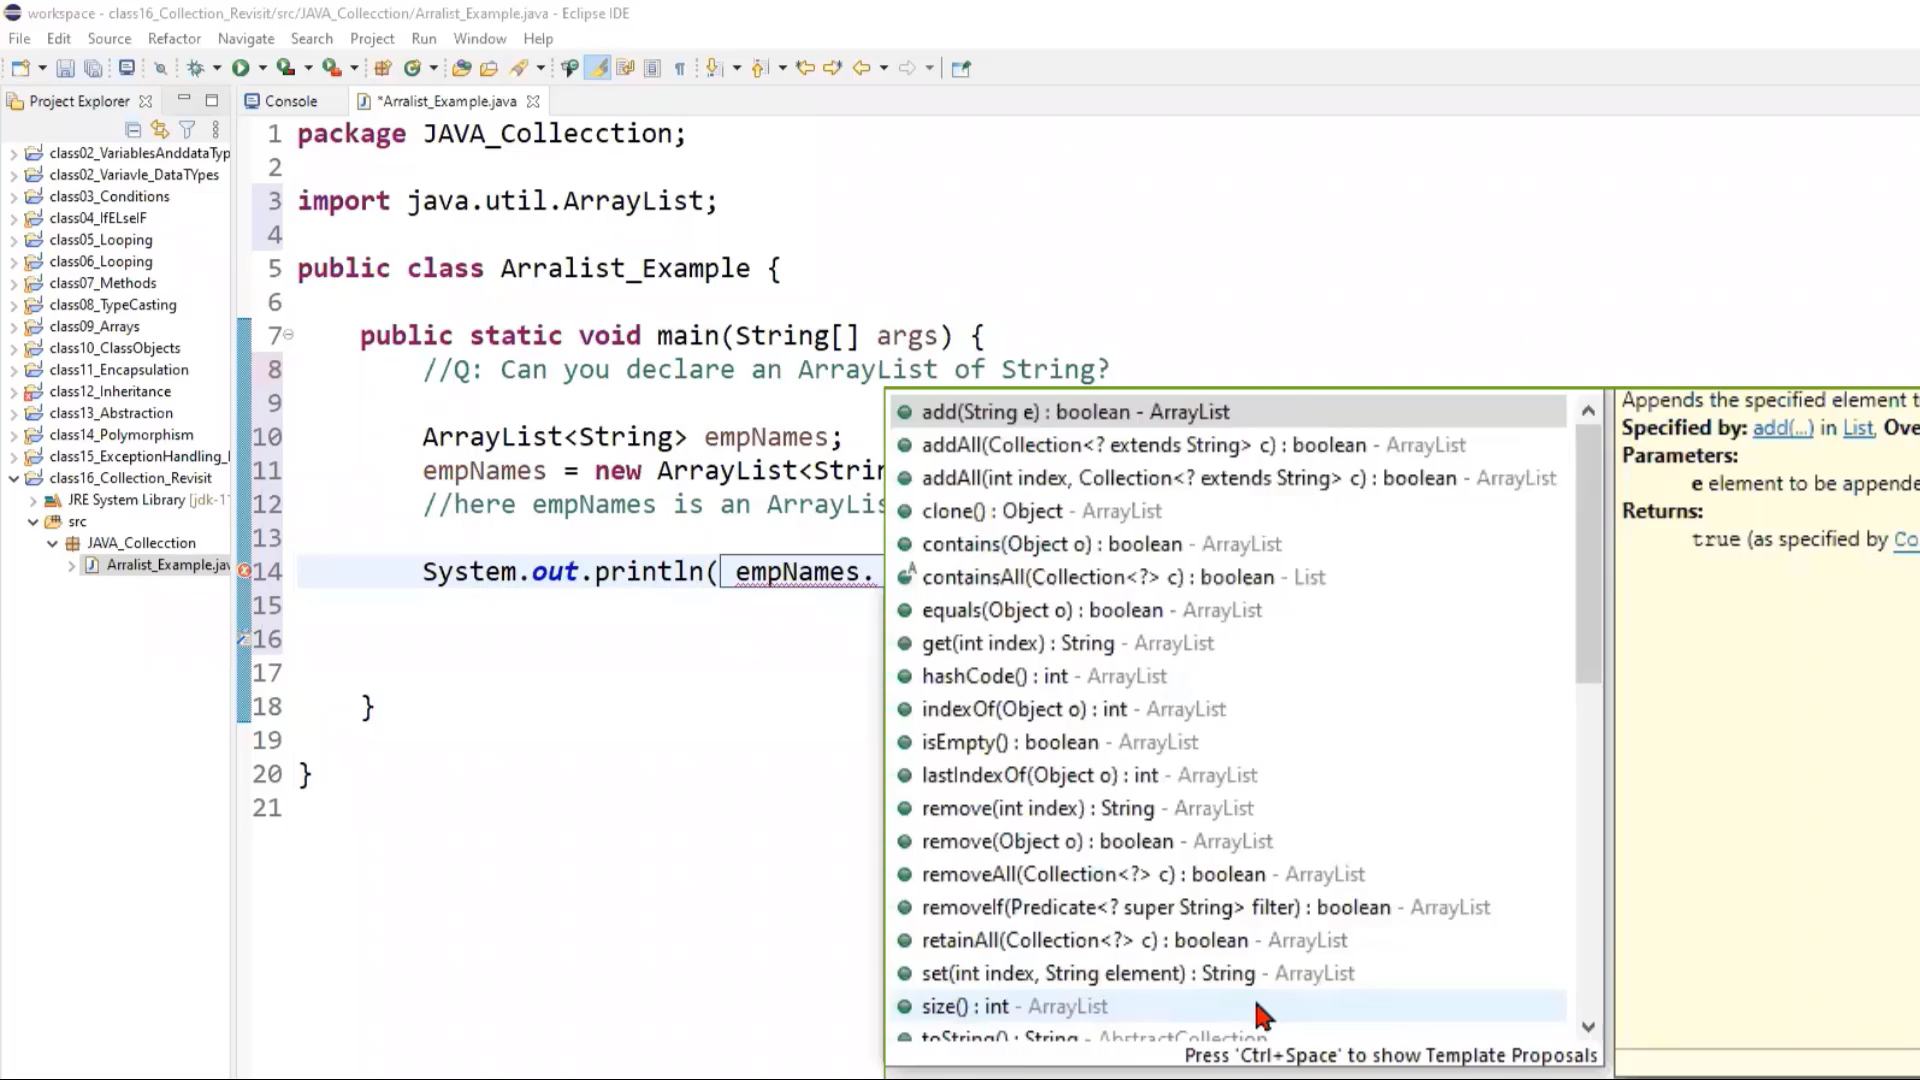 workspace - class16_Collection_Revisit/src/JAVA_Collecction/Arralist_Example.java - Eclipse IDE
File Edit Source Refactor Navigate Search Project Run Window Help
Project Explorer
Console
*Arralist_Example.java
class02_VariablesAnddataTyp
class02_Variavle_DataTYpes
class03_Conditions
class04_IfELseIF
class05_Looping
class06_Looping
class07_Methods
class08_TypeCasting
class09_Arrays
class10_ClassObjects
class11_Encapsulation
class12_Inheritance
class13_Abstraction
class14_Polymorphism
class15_ExceptionHandling_
class16_Collection_Revisit
JRE System Library [jdk-1
src
JAVA_Collecction
Arralist_Example.jav
1 package JAVA_Collecction;
2
3 import java.util.ArrayList;
4
5 public class Arralist_Example {
6
7 public static void main(String[] args) {
8 //Q: Can you declare an ArrayList of String?
9
10 ArrayList<String> empNames;
11 empNames = new ArrayList<Strin
12 //here empNames is an ArrayLis
13
14 System.out.println( empNames.
15
16
17
18 }
19
20 }
21
add(String e) : boolean - ArrayList
addAll(Collection<? extends String> c) : boolean - ArrayList
addAll(int index, Collection<? extends String> c) : boolean - ArrayList
clone() : Object - ArrayList
contains(Object o) : boolean - ArrayList
containsAll(Collection<?> c) : boolean - List
equals(Object o) : boolean - ArrayList
get(int index) : String - ArrayList
hashCode() : int - ArrayList
indexOf(Object o) : int - ArrayList
isEmpty() : boolean - ArrayList
lastIndexOf(Object o) : int - ArrayList
remove(int index) : String - ArrayList
remove(Object o) : boolean - ArrayList
removeAll(Collection<?> c) : boolean - ArrayList
removeIf(Predicate<? super String> filter) : boolean - ArrayList
retainAll(Collection<?> c) : boolean - ArrayList
set(int index, String element) : String - ArrayList
size() : int - ArrayList
toString() : String - AbstractCollection
Press 'Ctrl+Space' to show Template Proposals
Appends the specified element t
Specified by: add(...) in List, Ove
Parameters:
e element to be appende
Returns:
true (as specified by Co